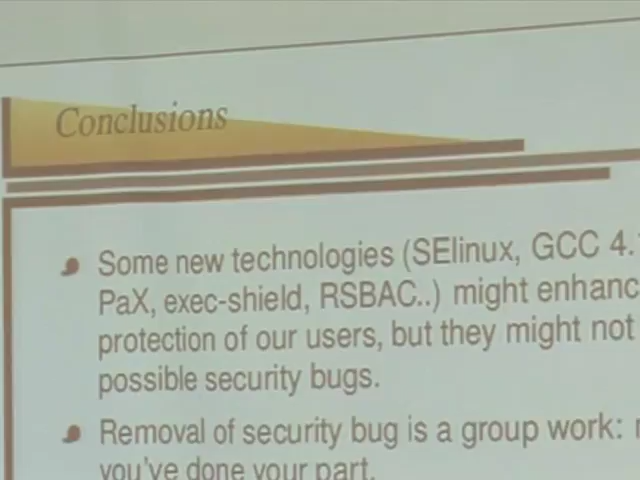 Conclusions
Some new technologies (SElinux, GCC 4.
PaX, exec-shield, RSBAC..) might enhanc
protection of our users, but they might not
possible security bugs.
Removal of security bug is a group work:
you've done your part.